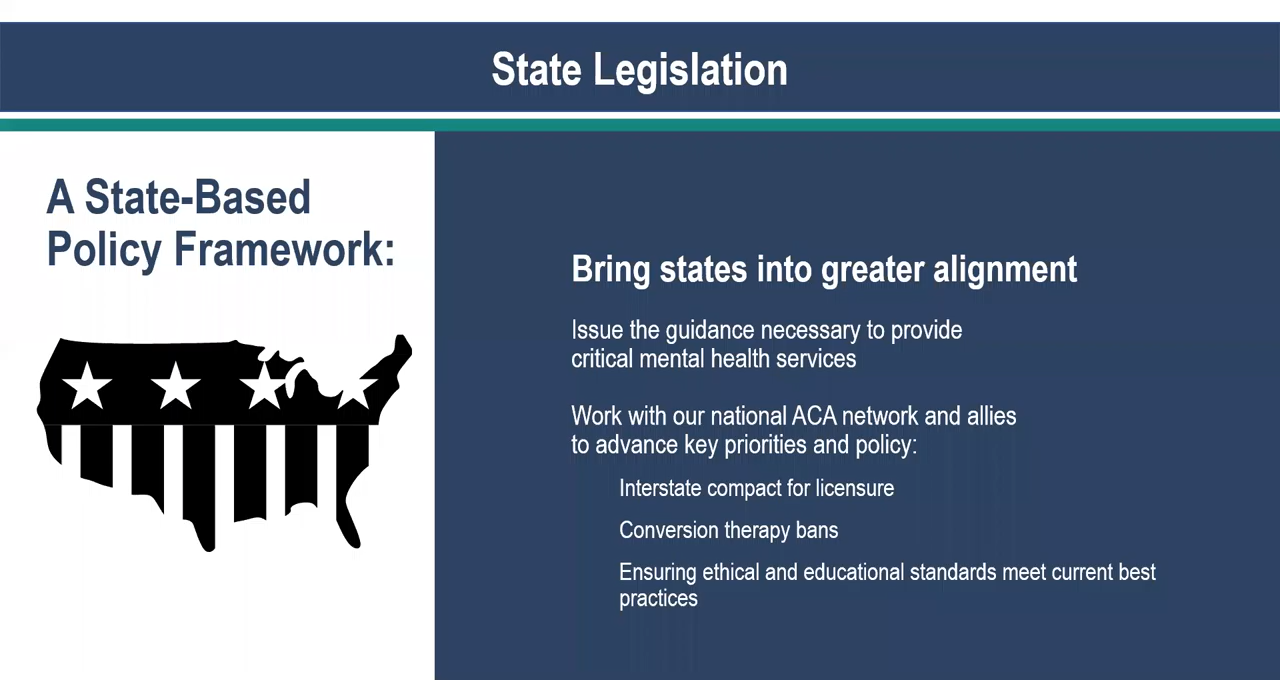 State Legislation
A State-Based
Policy Framework:
Bring states into greater alignment
Issue the guidance necessary to provide
critical mental health services
Work with our national ACA network and allies
to advance key priorities and policy:
Interstate compact for licensure
Conversion therapy bans
Ensuring ethical and educational standards meet current best
practices